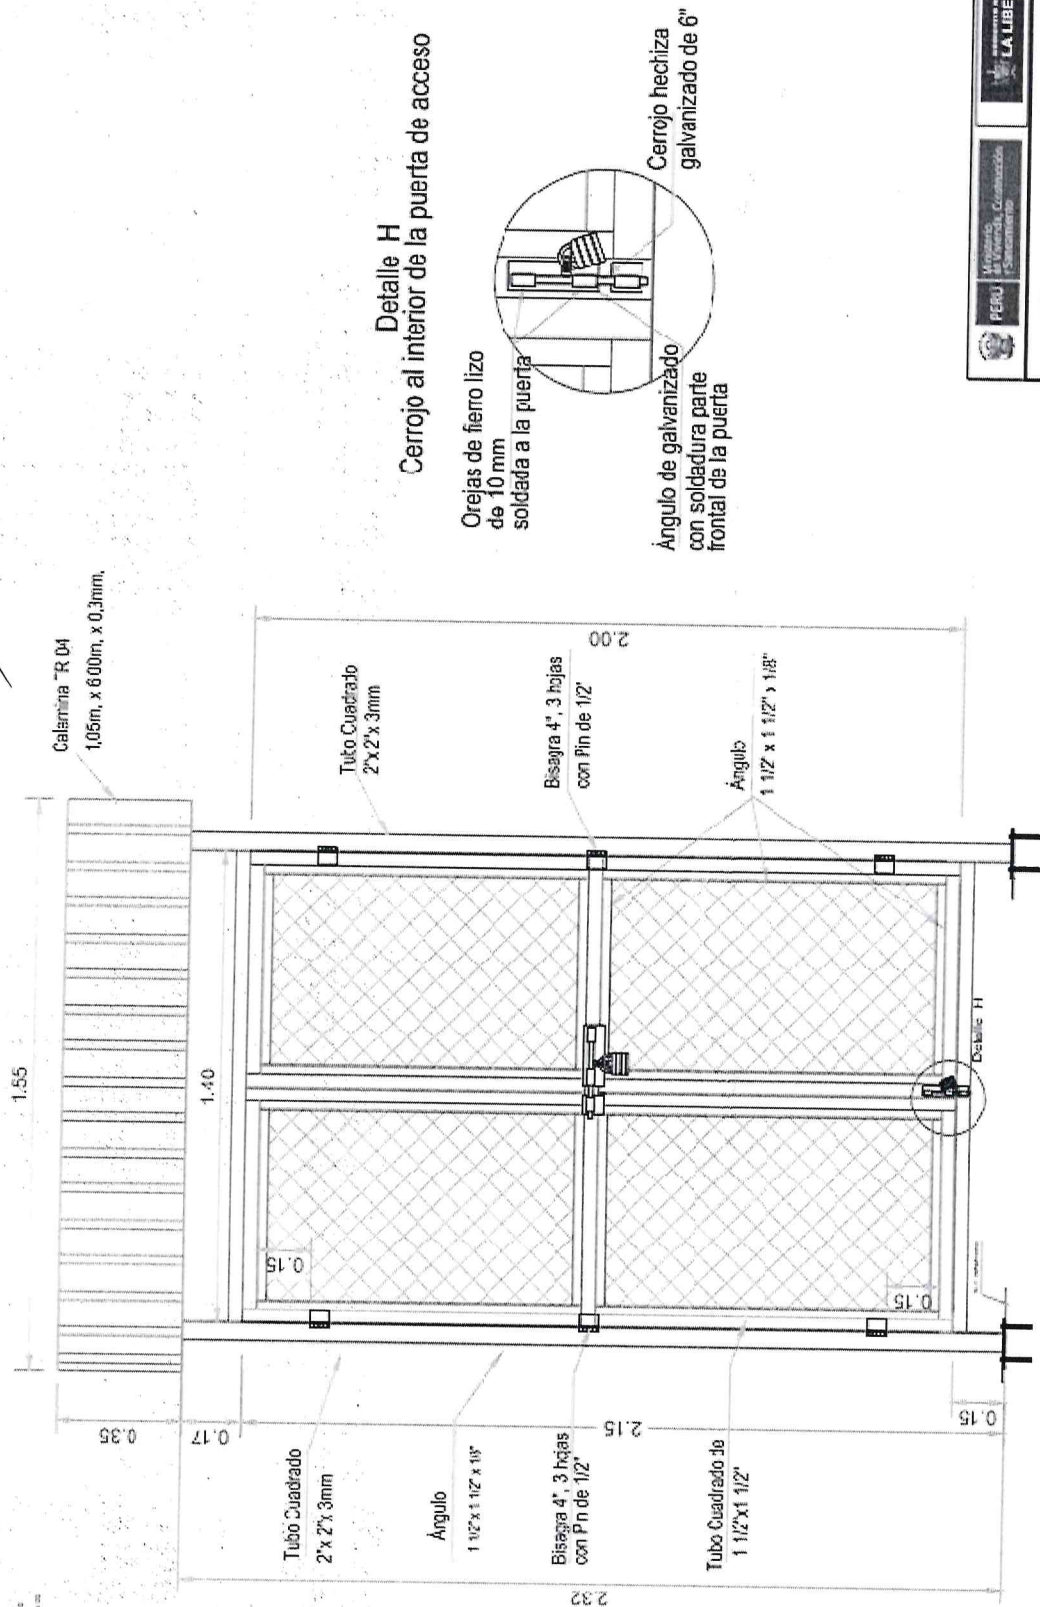 Calamina TR 04
1,05m, x 6.00m, x 0.3mm,
1.55
1.40
0.35
0.17
2.15
2.32
0.15
0.15
0.15
2.00
Tubo Cuadrado
2"x 2"x 3mm
Bisagra 4", 3 hojas
con Pin de 1/2"
Ángulo
1 1/2" x 1 1/2" x 1/8"
Tubo Cuadrado
2"x 2"x 3mm
Ángulo
1 1/2" x 1 1/2" x 1/8"
Bisagra 4", 3 hojas
con Pin de 1/2"
Tubo Cuadrado de
1 1/2"x1 1/2"
Detalle H
Detalle H
Cerrojo al interior de la puerta de acceso
Orejas de fierro lizo
de 10 mm
soldada a la puerta
Cerrojo hechiza
galvanizado de 6"
Ángulo de galvanizado
con soldadura parte
frontal de la puerta
PERÚ
Ministerio
de Vivienda, Construcción
y Saneamiento
LA LIBE